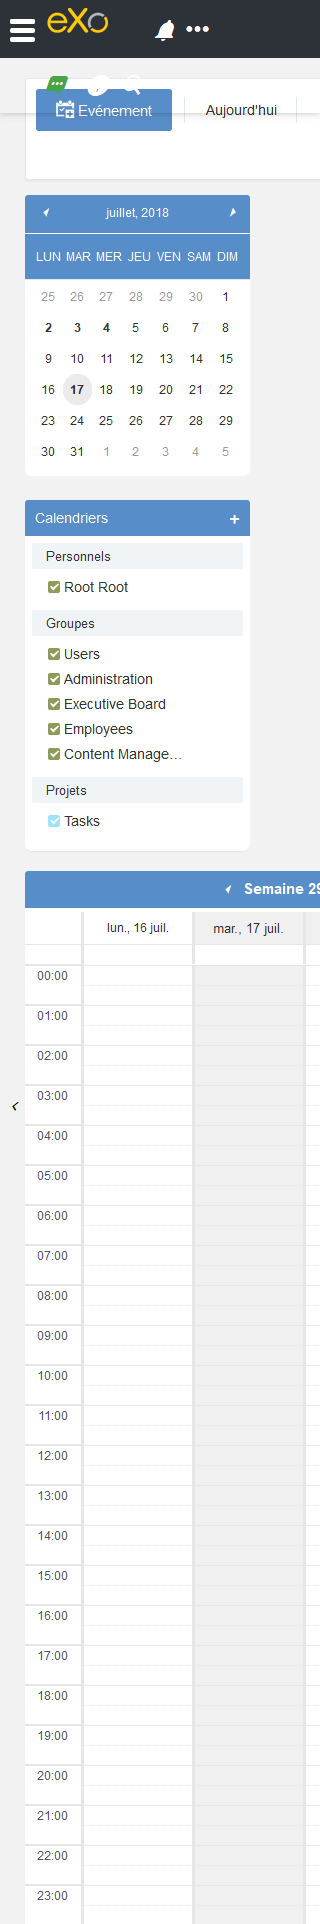 eXo
Evénement
Aujourd'hui
juillet, 2018
LUN MAR MER JEU VEN SAM DIM
25 26 27 28 29 30 1
2 3 4 5 6 7 8
9 10 11 12 13 14 15
16 17 18 19 20 21 22
23 24 25 26 27 28 29
30 31 1 2 3 4 5
Calendriers +
Personnels
Root Root
Groupes
Users
Administration
Executive Board
Employees
Content Manage…
Projets
Tasks
Semaine 29
lun., 16 juil. mar., 17 juil.
00:00
01:00
02:00
03:00
04:00
05:00
06:00
07:00
08:00
09:00
10:00
11:00
12:00
13:00
14:00
15:00
16:00
17:00
18:00
19:00
20:00
21:00
22:00
23:00